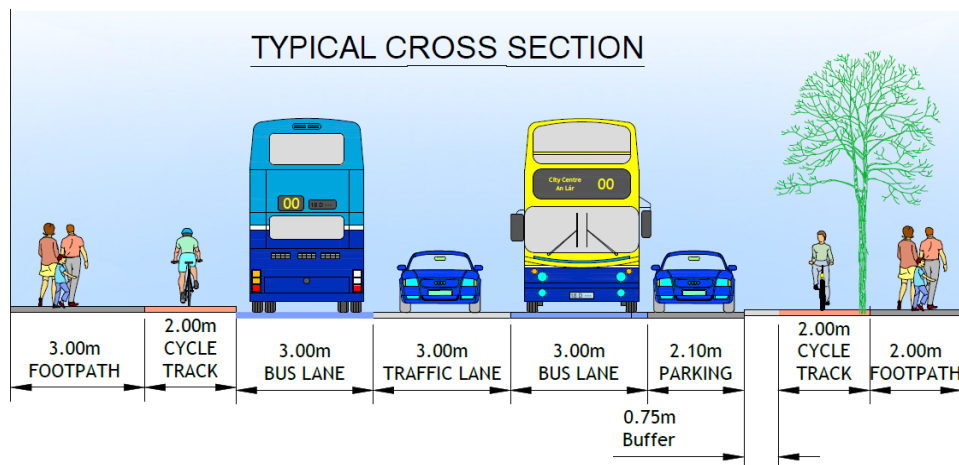 TYPICAL CROSS SECTION
City Centre
An Lár
00
00
3.00m
FOOTPATH
2.00m
CYCLE
TRACK
3.00m
BUS LANE
3.00m
TRAFFIC LANE
3.00m
BUS LANE
2.10m
PARKING
0.75m
Buffer
2.00m
CYCLE
TRACK
2.00m
FOOTPATH